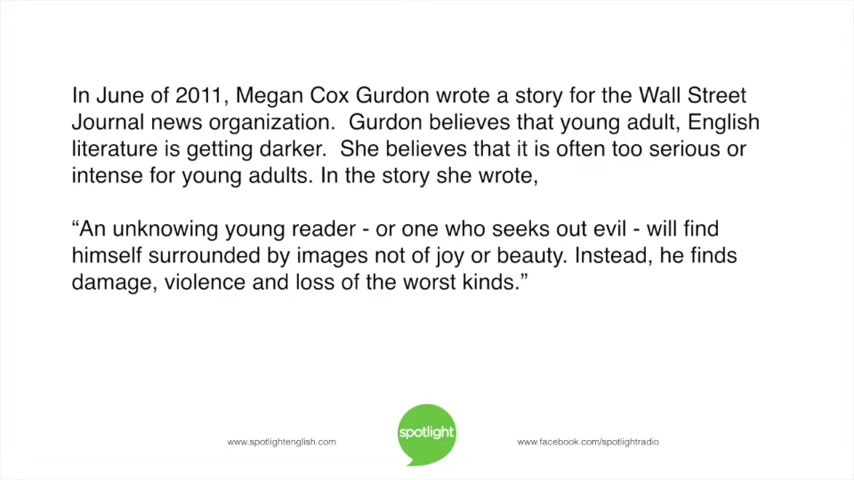 In June of 2011, Megan Cox Gurdon wrote a story for the Wall Street
Journal news organization.  Gurdon believes that young adult, English
literature is getting darker.  She believes that it is often too serious or
intense for young adults. In the story she wrote,
“An unknowing young reader - or one who seeks out evil - will find
himself surrounded by images not of joy or beauty. Instead, he finds
damage, violence and loss of the worst kinds.”
spotlight
www.spotlightenglish.com
www.facebook.com/spotlightradio